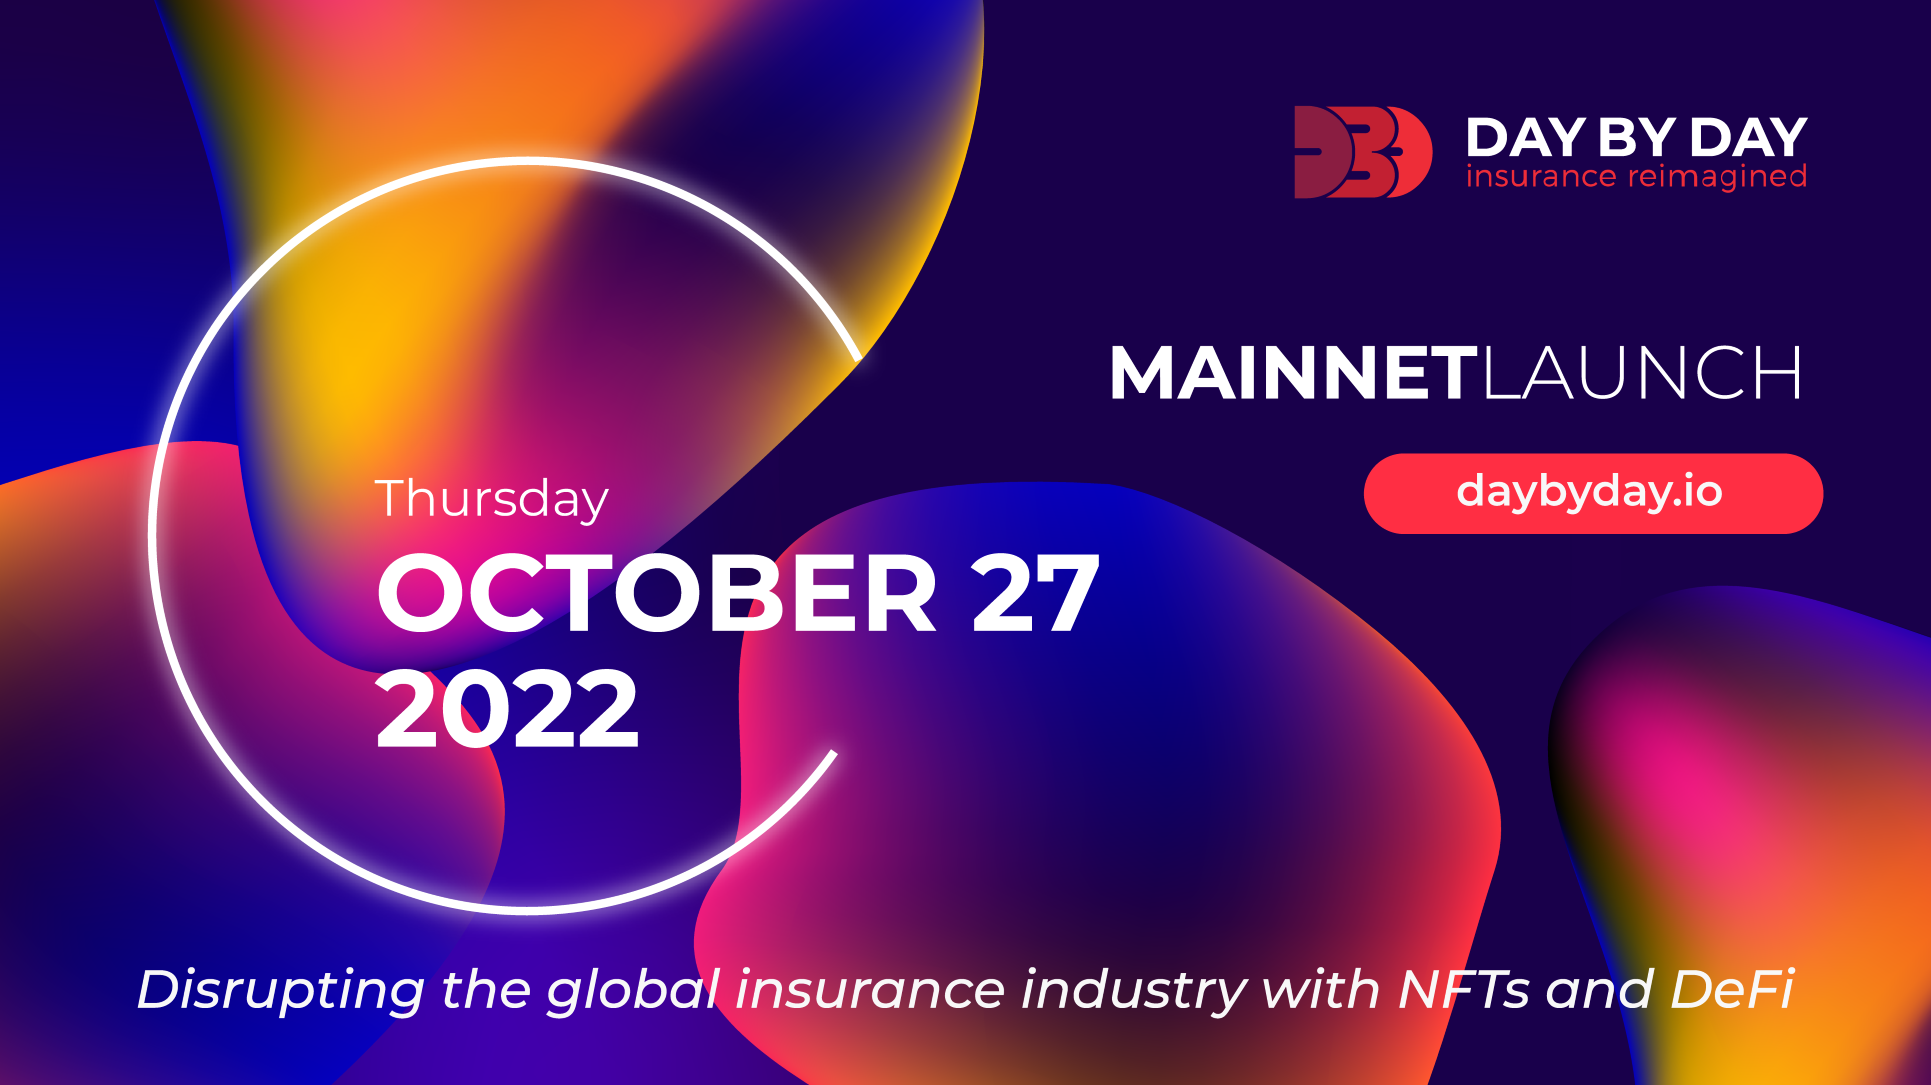 DAY BY DAY
insurance reimagined
MAINNETLAUNCH
daybyday.io
Thursday
OCTOBER 27
2022
Disrupting the global insurance industry with NFTs and DeFi